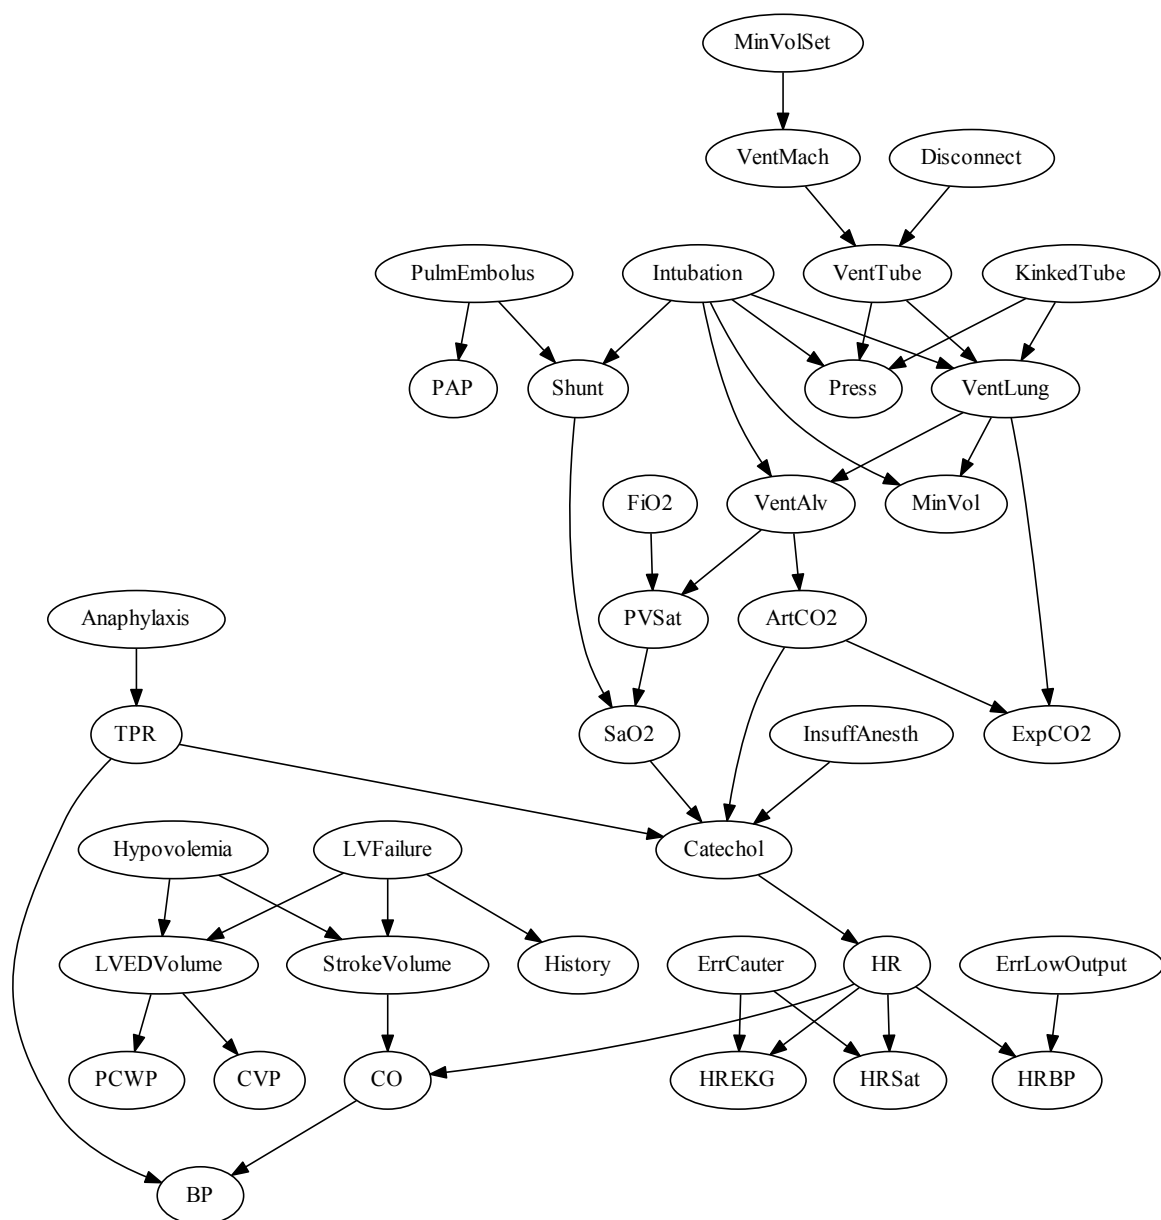 MinVolSet
VentMach
Disconnect
PulmEmbolus
Intubation
VentTube
KinkedTube
PAP
Shunt
Press
VentLung
FiO2
VentAlv
MinVol
Anaphylaxis
PVSat
ArtCO2
TPR
SaO2
InsuffAnesth
ExpCO2
Hypovolemia
LVFailure
Catechol
LVEDVolume
StrokeVolume
History
ErrCauter
HR
ErrLowOutput
PCWP
CVP
CO
HREKG
HRSat
HRBP
BP